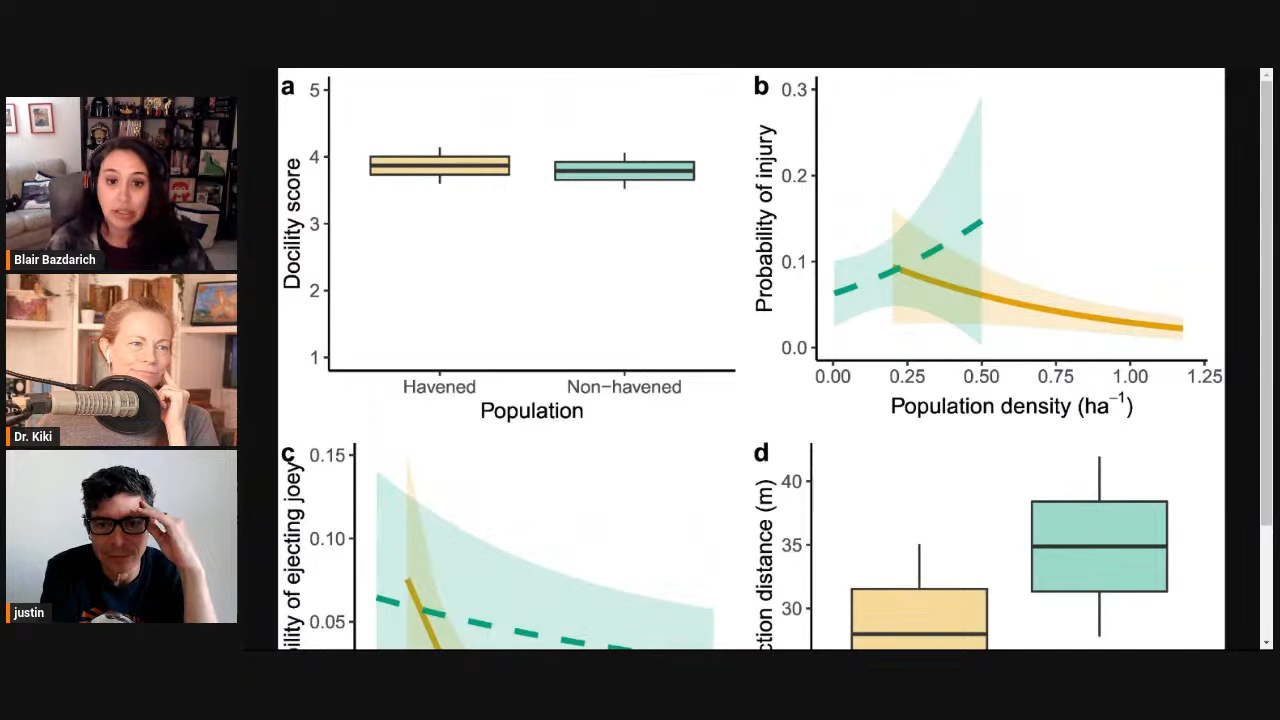 Blair Bazdarich
Dr. Kiki
justin
a
5
4
3
2
1
Docility score
Havened
Non−havened
Population
b
0.3
0.2
0.1
0.0
Probability of injury
0.00
0.25
0.50
0.75
1.00
1.25
Population density (ha−1)
c
0.15
0.10
0.05
ility of ejecting joey
d
40
35
30
ction distance (m)